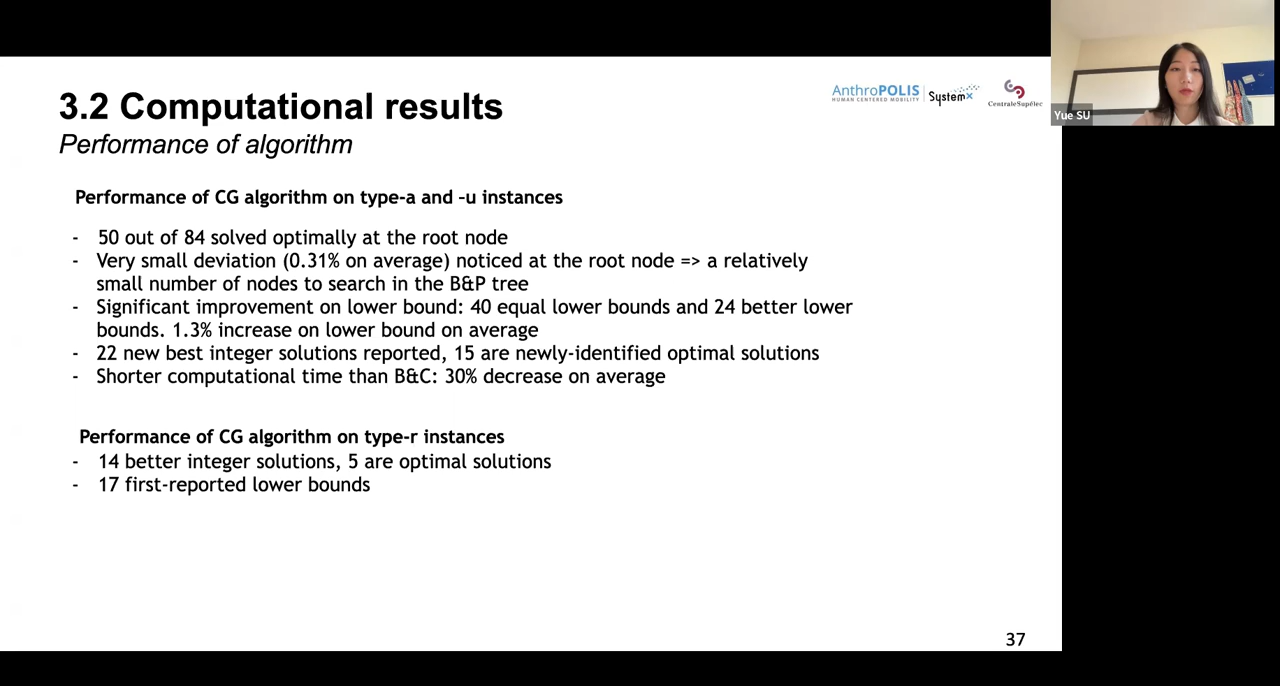 3.2 Computational results
Performance of algorithm
AnthroPOLIS
HUMAN CENTERED MOBILITY
SystemX
CentraleSupélec
Yue SU
Performance of CG algorithm on type-a and –u instances
- 50 out of 84 solved optimally at the root node
- Very small deviation (0.31% on average) noticed at the root node => a relatively
small number of nodes to search in the B&P tree
- Significant improvement on lower bound: 40 equal lower bounds and 24 better lower
bounds. 1.3% increase on lower bound on average
- 22 new best integer solutions reported, 15 are newly-identified optimal solutions
- Shorter computational time than B&C: 30% decrease on average
Performance of CG algorithm on type-r instances
- 14 better integer solutions, 5 are optimal solutions
- 17 first-reported lower bounds
37